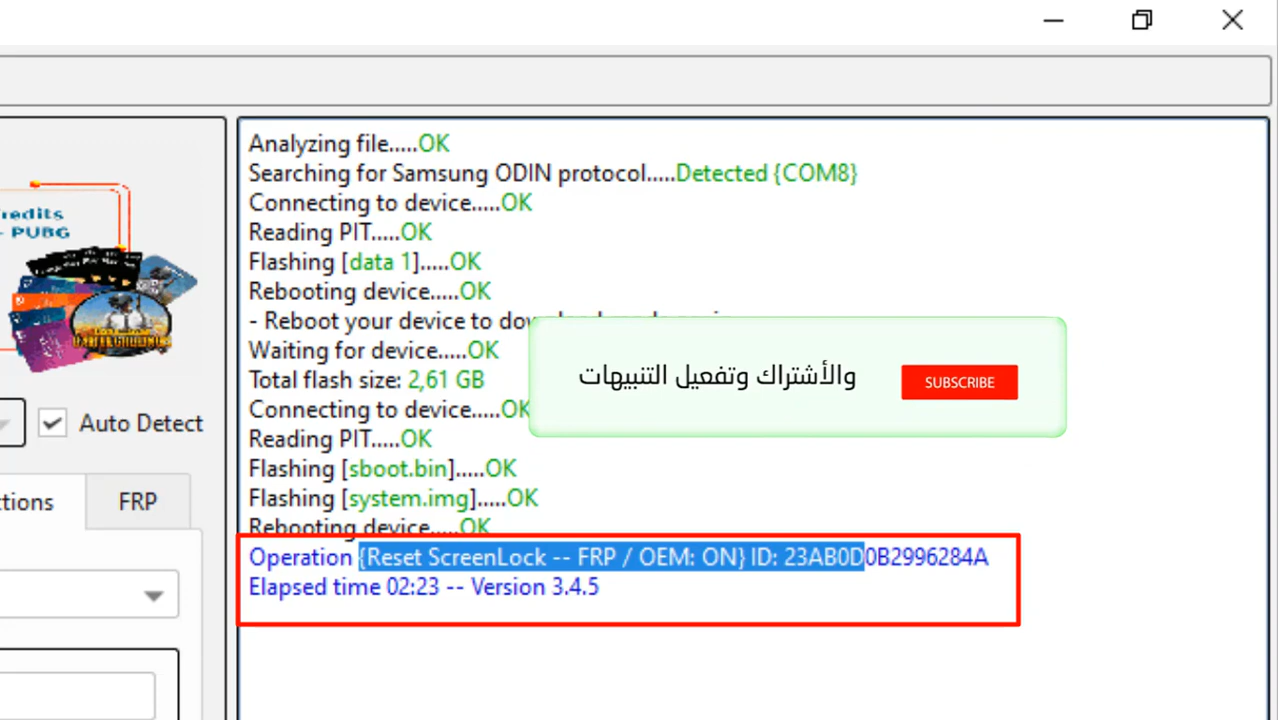 Analyzing file.....OK
Searching for Samsung ODIN protocol.....Detected {COM8}
Connecting to device.....OK
Reading PIT.....OK
Flashing [data 1].....OK
Rebooting device.....OK
- Reboot your device to
Waiting for device.....OK
Total flash size: 2,61 GB
Connecting to device.....OK
Reading PIT.....OK
Flashing [sboot.bin].....OK
Flashing [system.img].....OK
Rebooting device.....OK
Operation {Reset ScreenLock -- FRP / OEM: ON} ID: 23AB0D0B2996284A
Elapsed time 02:23 -- Version 3.4.5
والأشتراك وتفعيل التنبيهات
SUBSCRIBE
- PUBG
Auto Detect
FRP